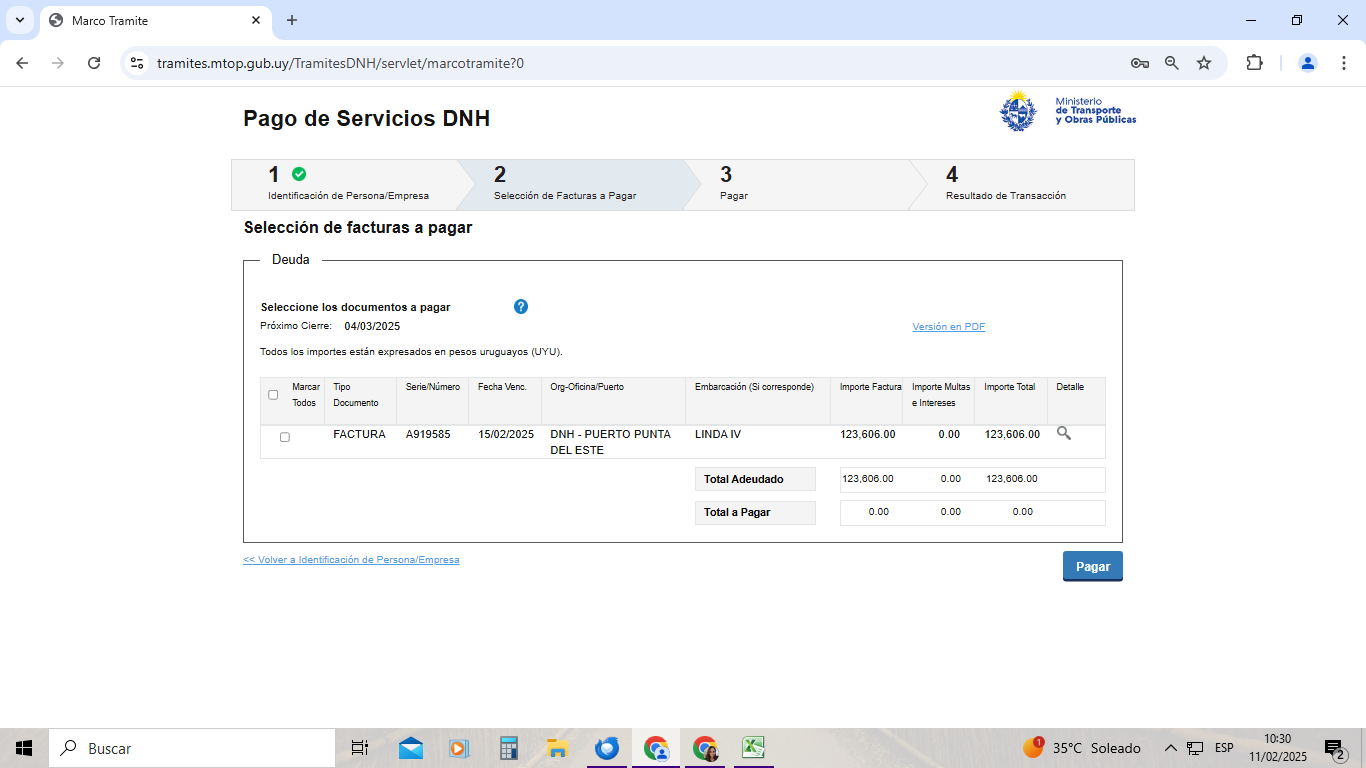 Marco Tramite
tramites.mtop.gub.uy/TramitesDNH/servlet/marcotramite?0
Pago de Servicios DNH
Ministerio
de Transporte
y Obras Públicas
1
Identificación de Persona/Empresa
2
Selección de Facturas a Pagar
3
Pagar
4
Resultado de Transacción
Selección de facturas a pagar
Deuda
Seleccione los documentos a pagar ?
Próximo Cierre: 04/03/2025
Versión en PDF
Todos los importes están expresados en pesos uruguayos (UYU).
Marcar Tipo Serie/Número Fecha Venc. Org-Oficina/Puerto Embarcación (Si corresponde) Importe Factura Importe Multas Importe Total Detalle
Todos Documento e Intereses
FACTURA A919585 15/02/2025 DNH - PUERTO PUNTA LINDA IV 123,606.00 0.00 123,606.00
DEL ESTE
Total Adeudado 123,606.00 0.00 123,606.00
Total a Pagar 0.00 0.00 0.00
<< Volver a Identificación de Persona/Empresa
Pagar
Buscar
1
35°C Soleado
ESP
10:30
11/02/2025
2